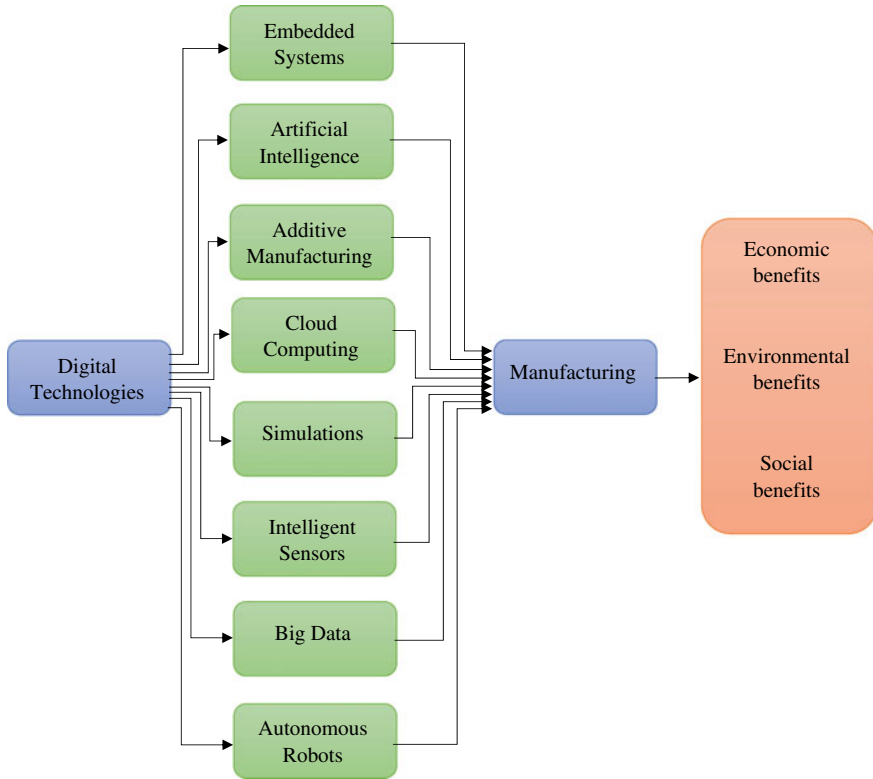 Embedded
Systems
Artificial
Intelligence
Additive
Manufacturing
Cloud
Computing
Digital
Technologies
Simulations
Intelligent
Sensors
Big Data
Autonomous
Robots
Manufacturing
Economic
benefits
Environmental
benefits
Social
benefits